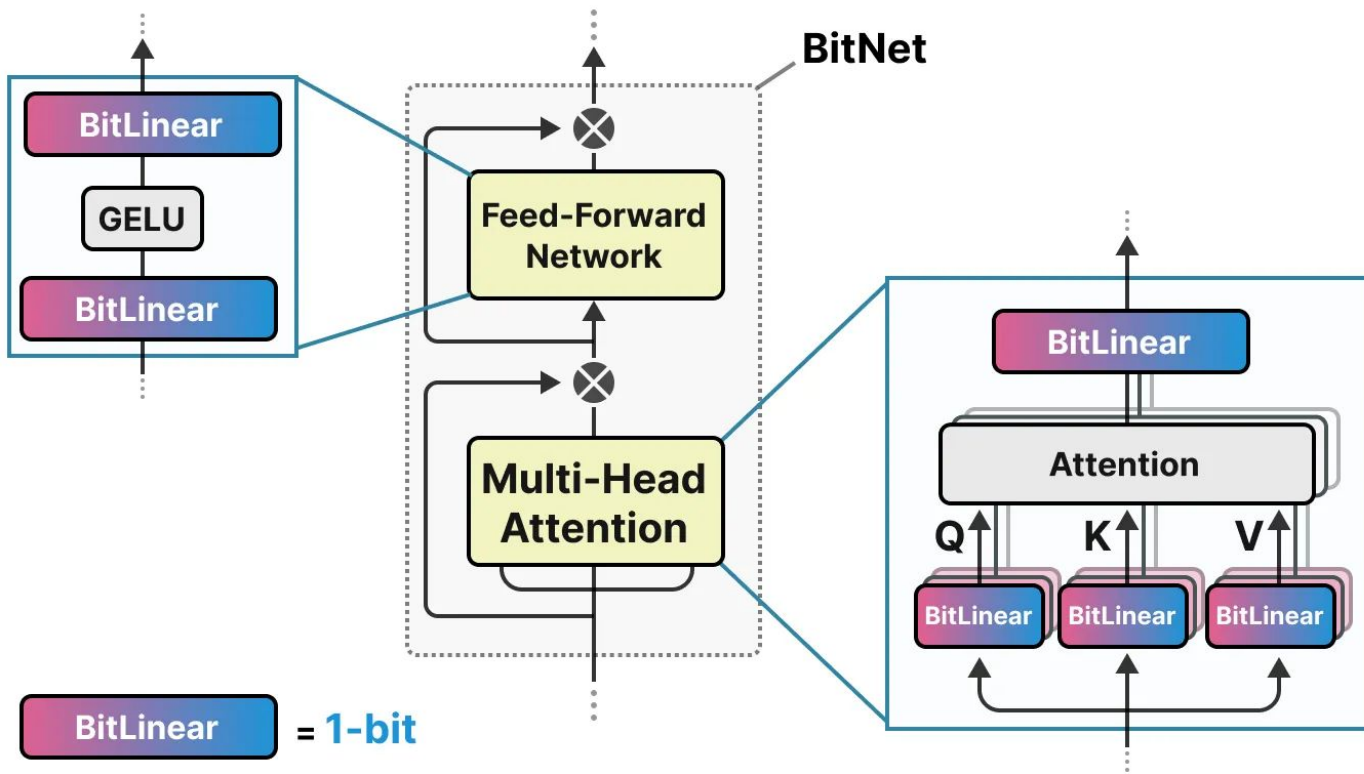 BitNet
BitLinear
GELU
BitLinear
Feed-Forward
Network
Multi-Head
Attention
BitLinear
Attention
Q K V
BitLinear BitLinear BitLinear
BitLinear = 1-bit